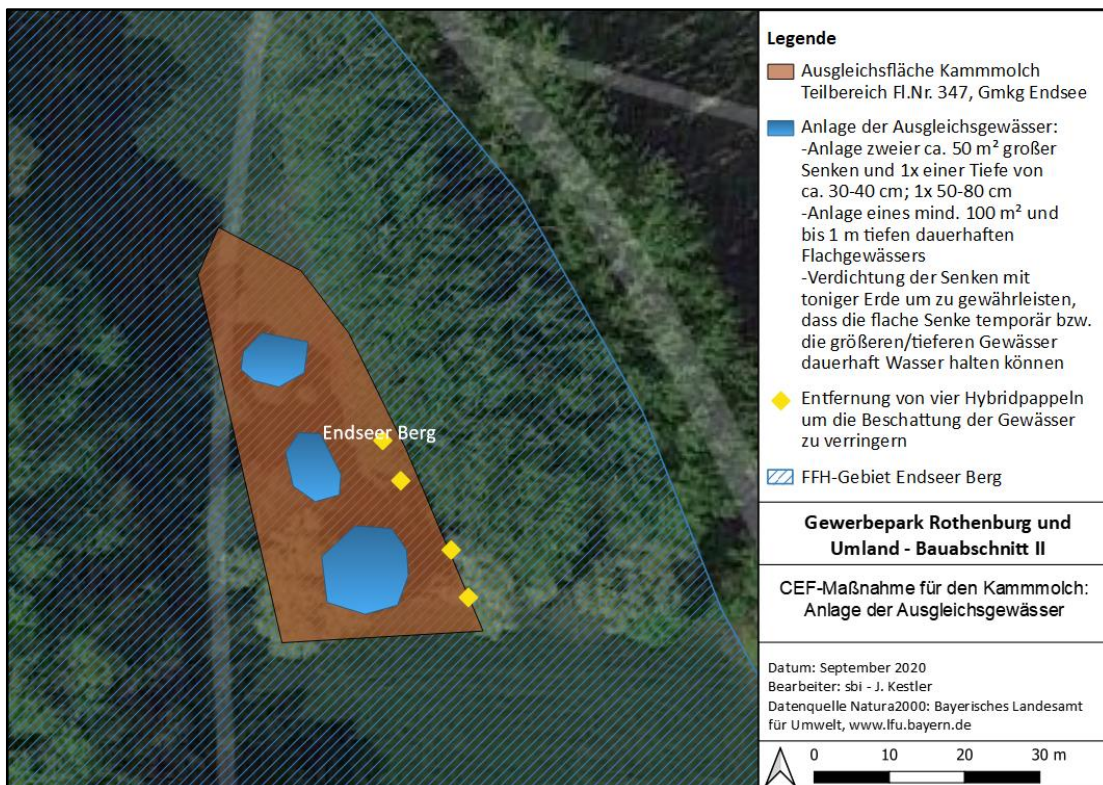 Endseer Berg
Legende
Ausgleichsfläche Kammmolch
Teilbereich Fl.Nr. 347, Gmkg Endsee
Anlage der Ausgleichsgewässer:
-Anlage zweier ca. 50 m² großer
Senken und 1x einer Tiefe von
ca. 30-40 cm; 1x 50-80 cm
-Anlage eines mind. 100 m² und
bis 1 m tiefen dauerhaften
Flachgewässers
-Verdichtung der Senken mit
toniger Erde um zu gewährleisten,
dass die flache Senke temporär bzw.
die größeren/tieferen Gewässer
dauerhaft Wasser halten können
Entfernung von vier Hybridpappeln
um die Beschattung der Gewässer
zu verringern
FFH-Gebiet Endseer Berg
Gewerbepark Rothenburg und
Umland - Bauabschnitt II
CEF-Maßnahme für den Kammmolch:
Anlage der Ausgleichsgewässer
Datum: September 2020
Bearbeiter: sbi - J. Kestler
Datenquelle Natura2000: Bayerisches Landesamt
für Umwelt, www.lfu.bayern.de
0 10 20 30 m